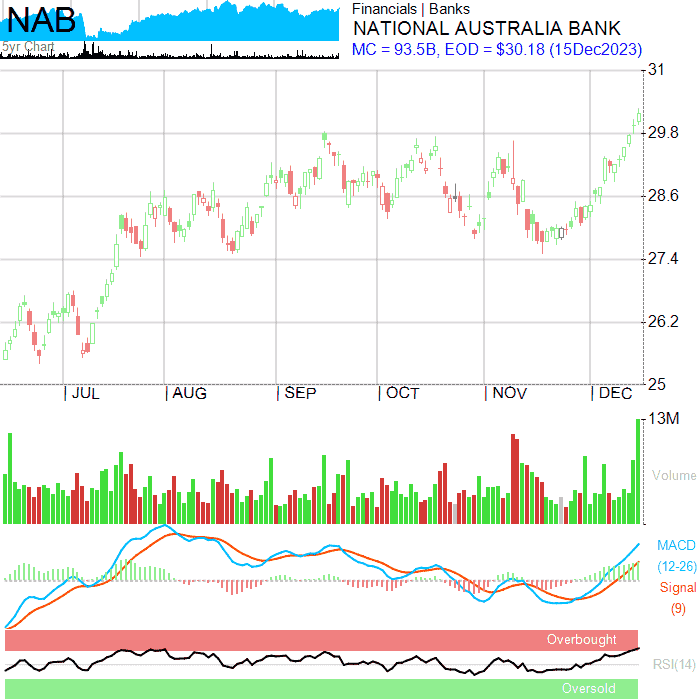 NAB
5yr Chart
Financials | Banks
NATIONAL AUSTRALIA BANK
MC = 93.5B, EOD = $30.18 (15Dec2023)
31
29.8
28.6
27.4
26.2
25
JUL AUG SEP OCT NOV DEC
13M
Volume
MACD
(12-26)
Signal
(9)
Overbought
RSI(14)
Oversold